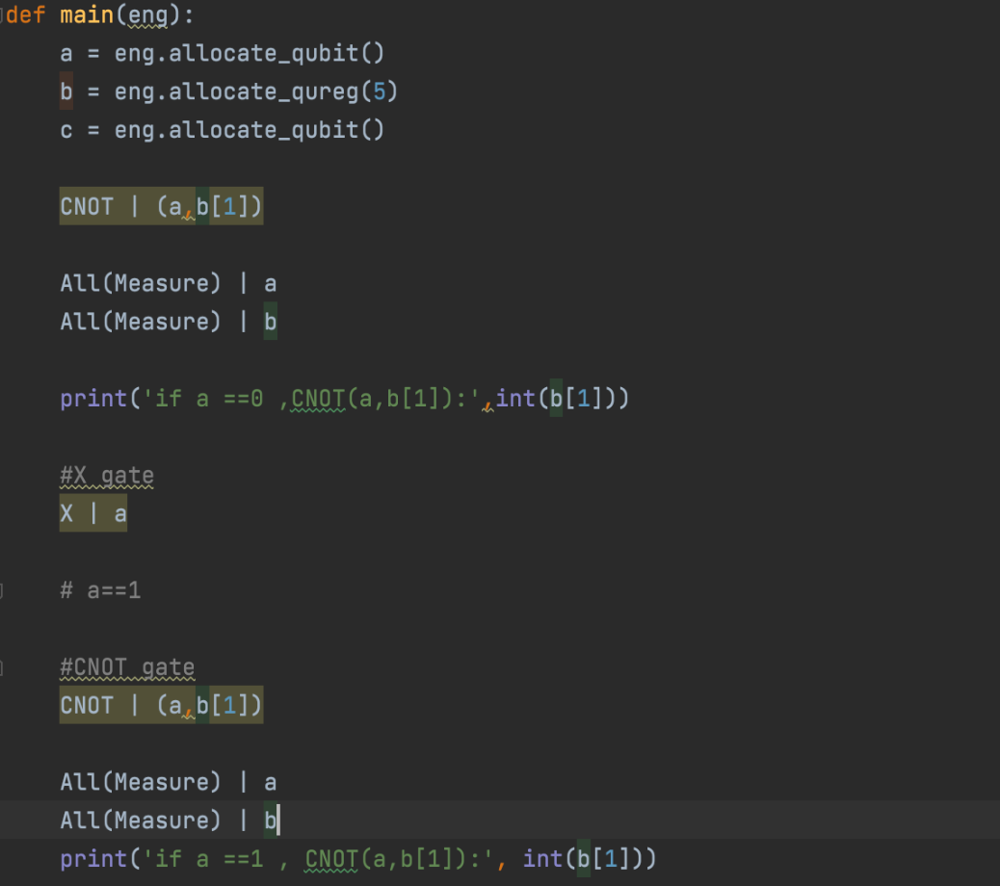 def main(eng):
    a = eng.allocate_qubit()
    b = eng.allocate_qureg(5)
    c = eng.allocate_qubit()
    CNOT | (a,b[1])
    All(Measure) | a
    All(Measure) | b
    print('if a ==0 ,CNOT(a,b[1]):',int(b[1]))
    #X gate
    X | a
    # a==1
    #CNOT gate
    CNOT | (a,b[1])
    All(Measure) | a
    All(Measure) | b
    print('if a ==1 , CNOT(a,b[1]):', int(b[1]))